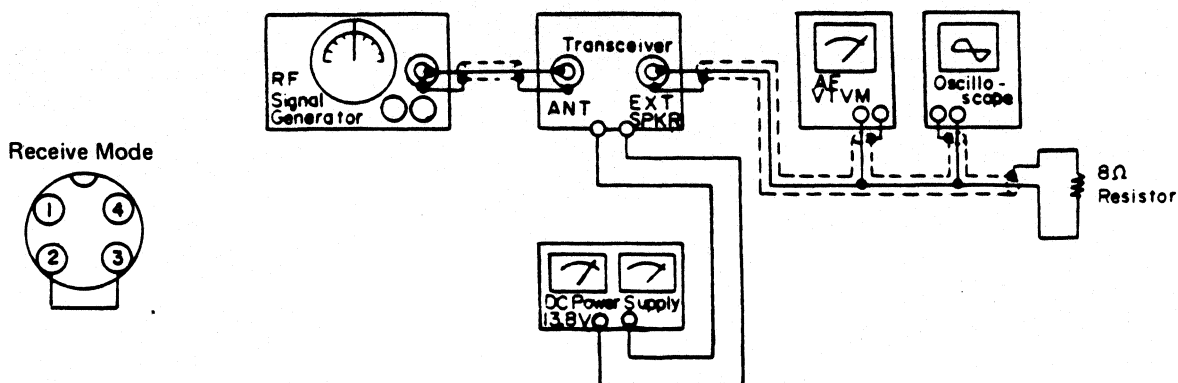 Receive Mode
1
4
2
3
RF
Signal
Generator
Transceiver
ANT
EXT
SPKR
AF
VTVM
Oscillo-
scope
8Ω
Resistor
DC Power Supply
13.8V